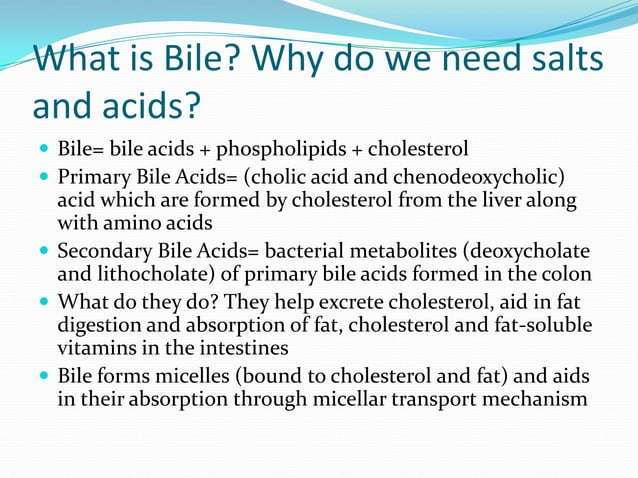 What is Bile? Why do we need salts
and acids?
• Bile= bile acids + phospholipids + cholesterol
• Primary Bile Acids= (cholic acid and chenodeoxycholic)
acid which are formed by cholesterol from the liver along
with amino acids
• Secondary Bile Acids= bacterial metabolites (deoxycholate
and lithocholate) of primary bile acids formed in the colon
• What do they do? They help excrete cholesterol, aid in fat
digestion and absorption of fat, cholesterol and fat-soluble
vitamins in the intestines
• Bile forms micelles (bound to cholesterol and fat) and aids
in their absorption through micellar transport mechanism